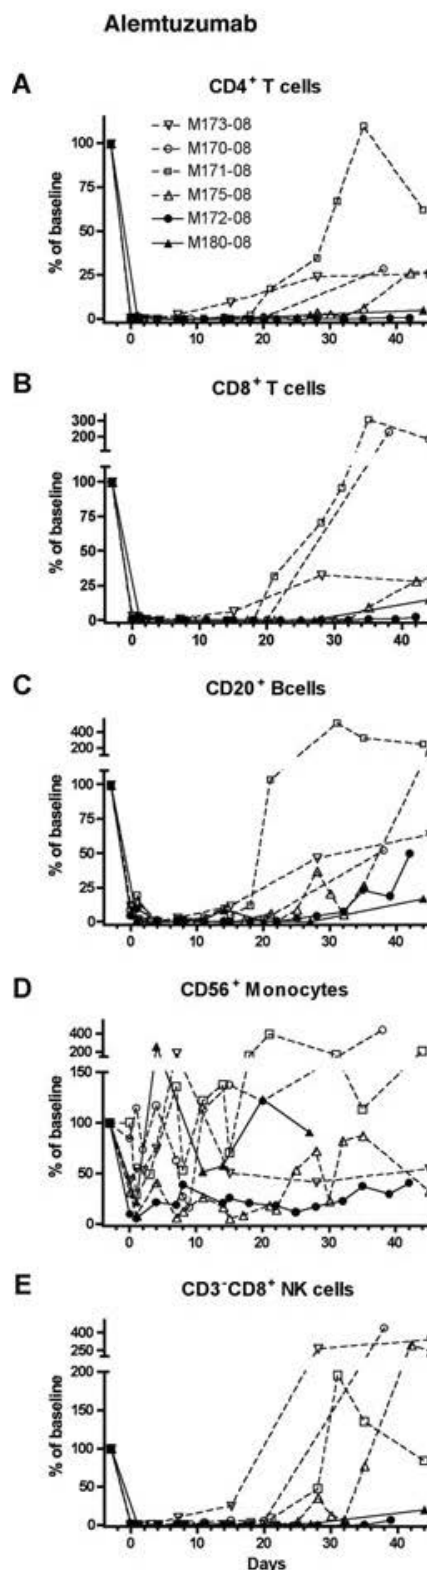 Alemtuzumab
A
CD4⁺ T cells
M173-08
M170-08
M171-08
M175-08
M172-08
M180-08
% of baseline
100
75
50
25
0
0 10 20 30 40
B
CD8⁺ T cells
% of baseline
300
200
100
75
50
25
0
0 10 20 30 40
C
CD20⁺ Bcells
% of baseline
400
200
100
75
50
25
0
0 10 20 30 40
D
CD56⁺ Monocytes
% of baseline
400
200
150
100
50
0
0 10 20 30 40
E
CD3⁻CD8⁺ NK cells
% of baseline
400
250
200
150
100
50
0
0 10 20 30 40
Days